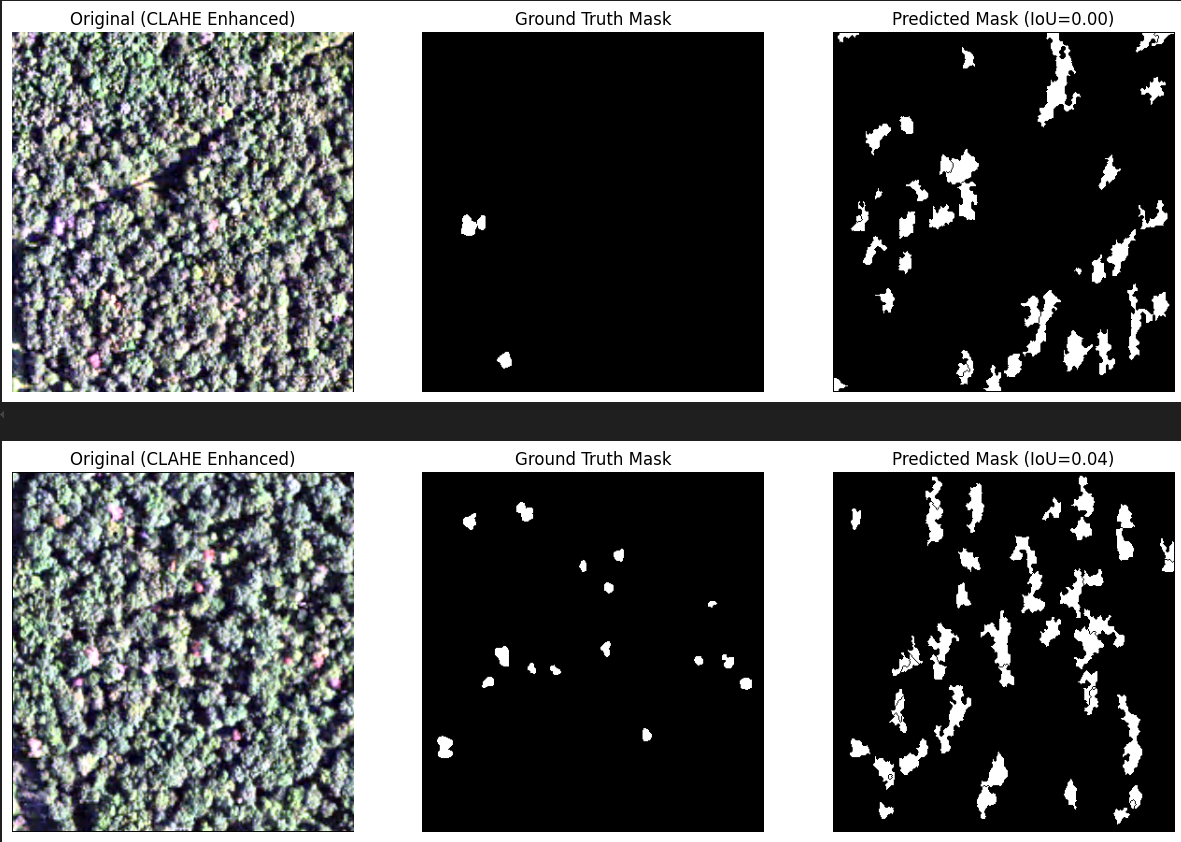 Original (CLAHE Enhanced)
Ground Truth Mask
Predicted Mask (IoU=0.00)
Original (CLAHE Enhanced)
Ground Truth Mask
Predicted Mask (IoU=0.04)